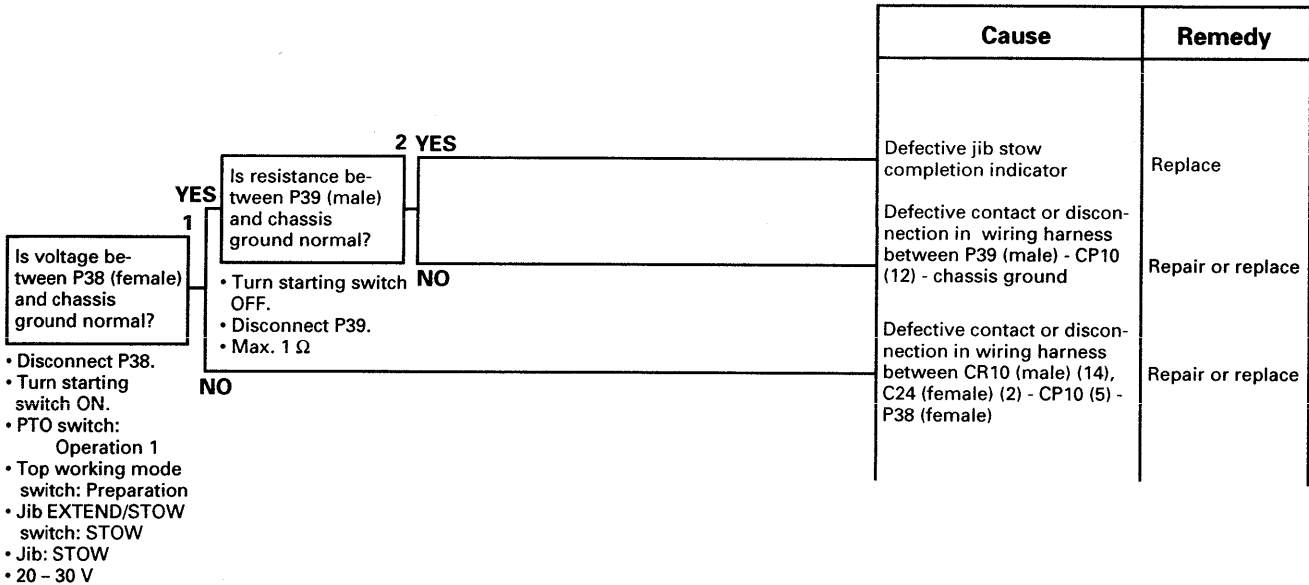 Cause
Remedy
2 YES
Defective jib stow
completion indicator
Replace
YES
1
Is resistance be-
tween P39 (male)
and chassis
ground normal?
Defective contact or discon-
nection in wiring harness
between P39 (male) - CP10
(12) - chassis ground
Repair or replace
Is voltage be-
tween P38 (female)
and chassis
ground normal?
NO
• Turn starting switch
OFF.
• Disconnect P39.
• Max. 1 Ω
Defective contact or discon-
nection in wiring harness
between CR10 (male) (14),
C24 (female) (2) - CP10 (5) -
P38 (female)
Repair or replace
NO
• Disconnect P38.
• Turn starting
switch ON.
• PTO switch:
Operation 1
• Top working mode
switch: Preparation
• Jib EXTEND/STOW
switch: STOW
• Jib: STOW
• 20 – 30 V